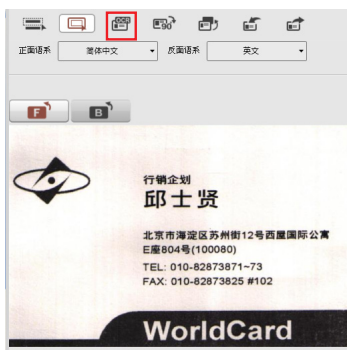 OCR
90°
正面语系 简体中文 反面语系 英文
F B
行销企划
邱士贤
北京市海淀区苏州街12号西屋国际公寓
E座804号(100080)
TEL: 010-82873871~73
FAX: 010-82873825 #102
WorldCard